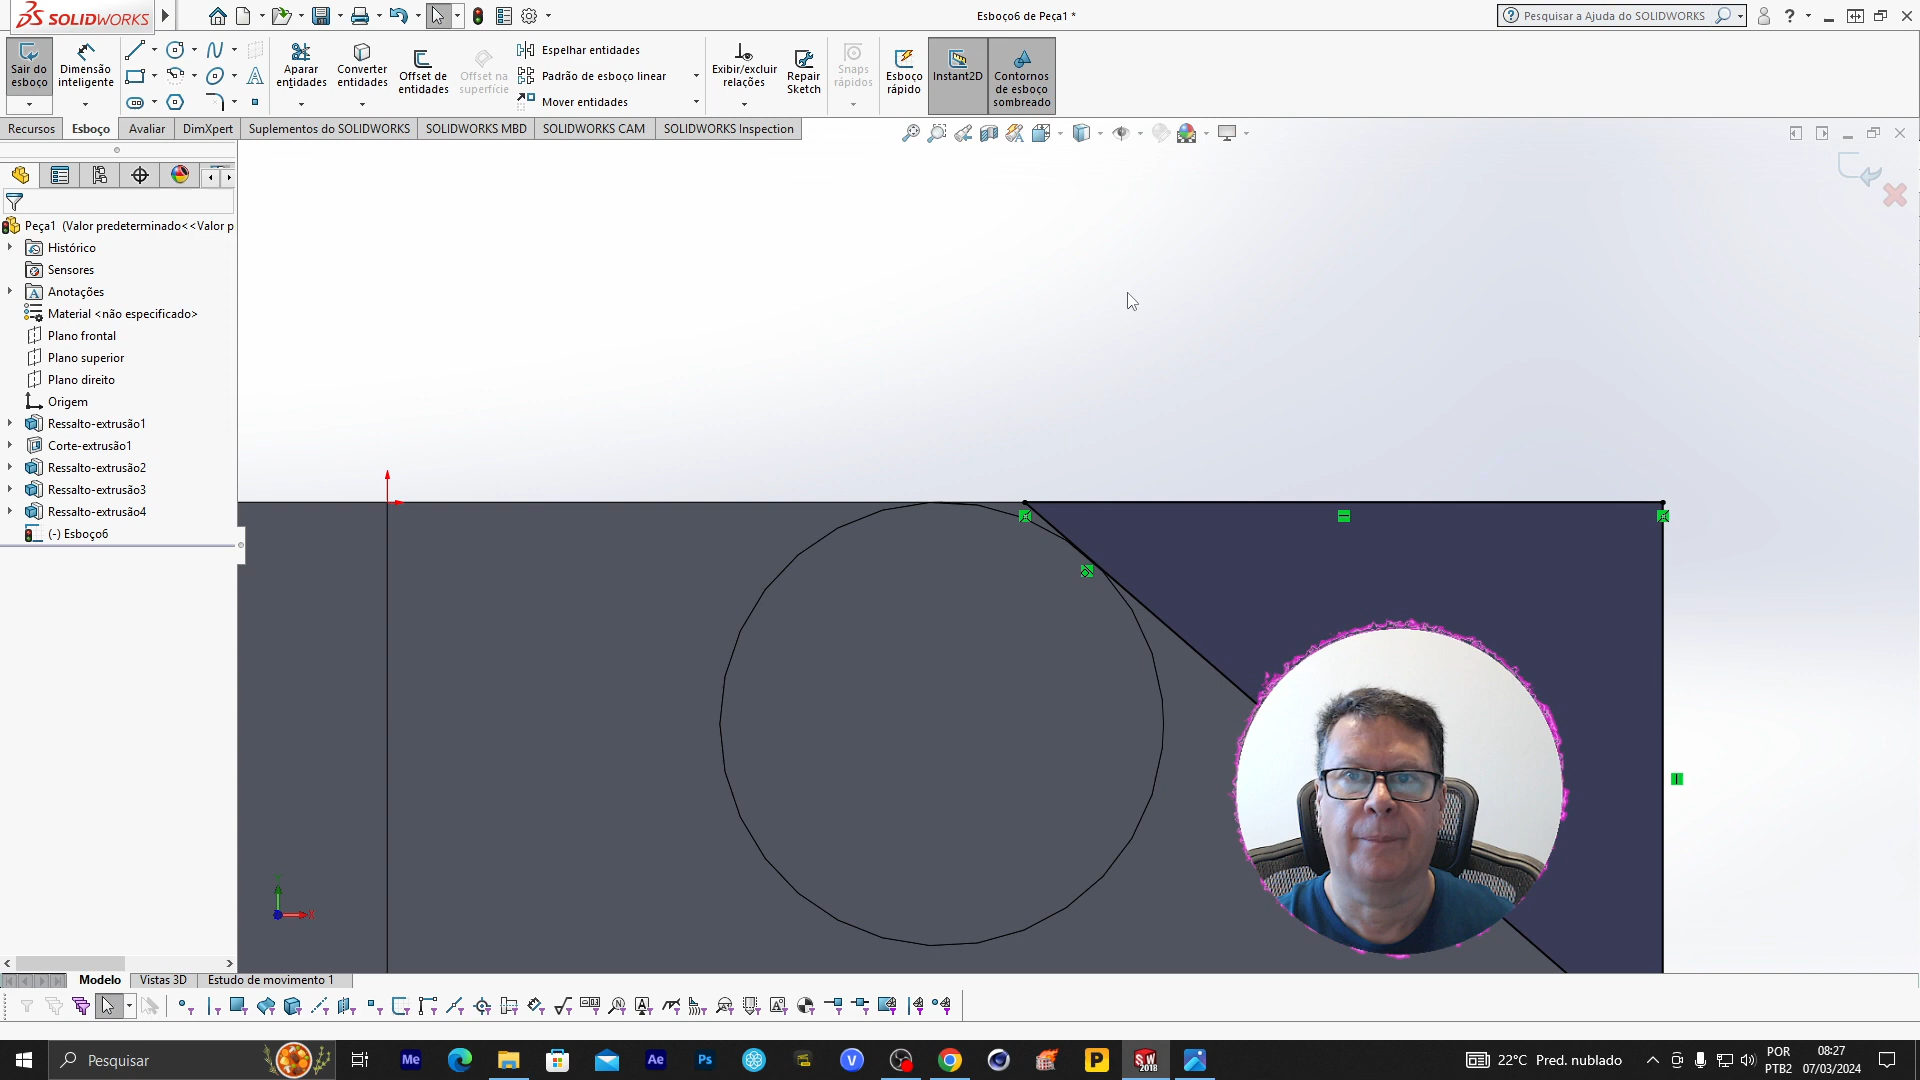 SOLIDWORKS
Esboço6 de Peça1 *
Pesquisar a Ajuda do SOLIDWORKS
Sair do esboço
Dimensão inteligente
Aparar entidades
Converter entidades
Offset de entidades
Offset na superfície
Espelhar entidades
Padrão de esboço linear
Mover entidades
Exibir/excluir relações
Repair Sketch
Snaps rápidos
Esboço rápido
Instant2D
Contornos de esboço sombreado
Recursos
Esboço
Avaliar
DimXpert
Suplementos do SOLIDWORKS
SOLIDWORKS MBD
SOLIDWORKS CAM
SOLIDWORKS Inspection
Peça1 (Valor predeterminado<<Valor p
Histórico
Sensores
Anotações
Material <não especificado>
Plano frontal
Plano superior
Plano direito
Origem
Ressalto-extrusão1
Corte-extrusão1
Ressalto-extrusão2
Ressalto-extrusão3
Ressalto-extrusão4
(-) Esboço6
X
Modelo
Vistas 3D
Estudo de movimento 1
Pesquisar
Me
Ae
Ps
V
P
SW
2018
22°C Pred. nublado
POR
PTB2
08:27
07/03/2024